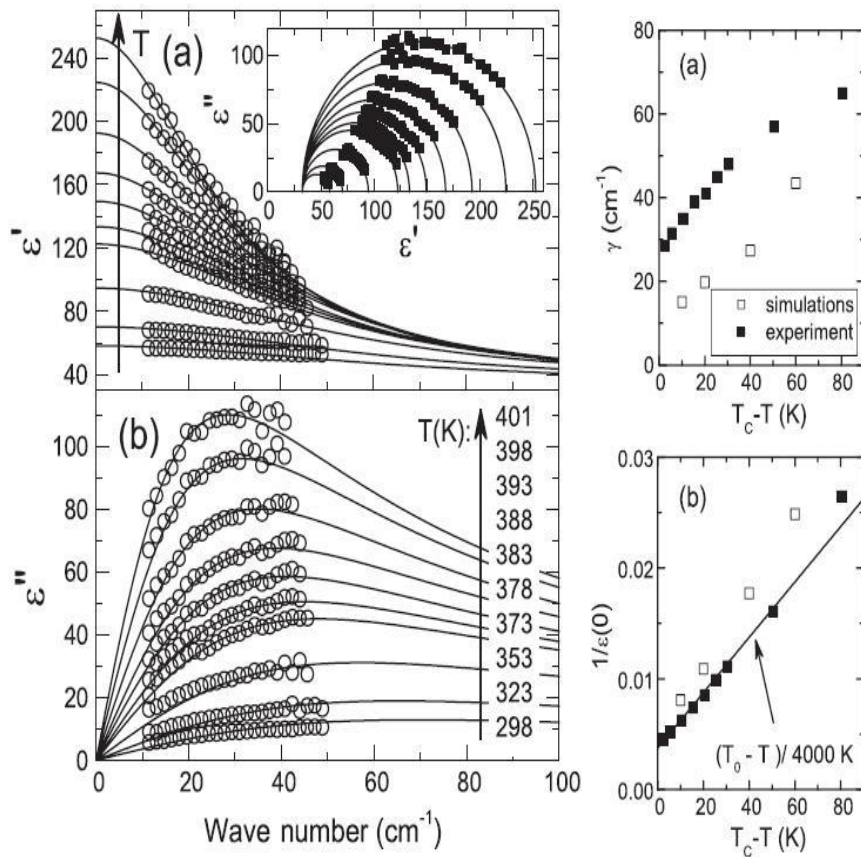 240
200
160
120
80
40
ε'
T
(a)
100
50
0
ε"
0 50 100 150 200 250
ε'
(b)
100
80
60
40
20
0
ε"
T(K):
401
398
393
388
383
378
373
353
323
298
0 20 40 60 80 100
Wave number (cm⁻¹)
(a)
80
60
40
20
0
γ (cm⁻¹)
simulations
experiment
0 20 40 60 80
T_C-T (K)
(b)
0.03
0.02
0.01
0.00
1/ε(0)
(T₀ - T)/ 4000 K
0 20 40 60 80
T_C-T (K)